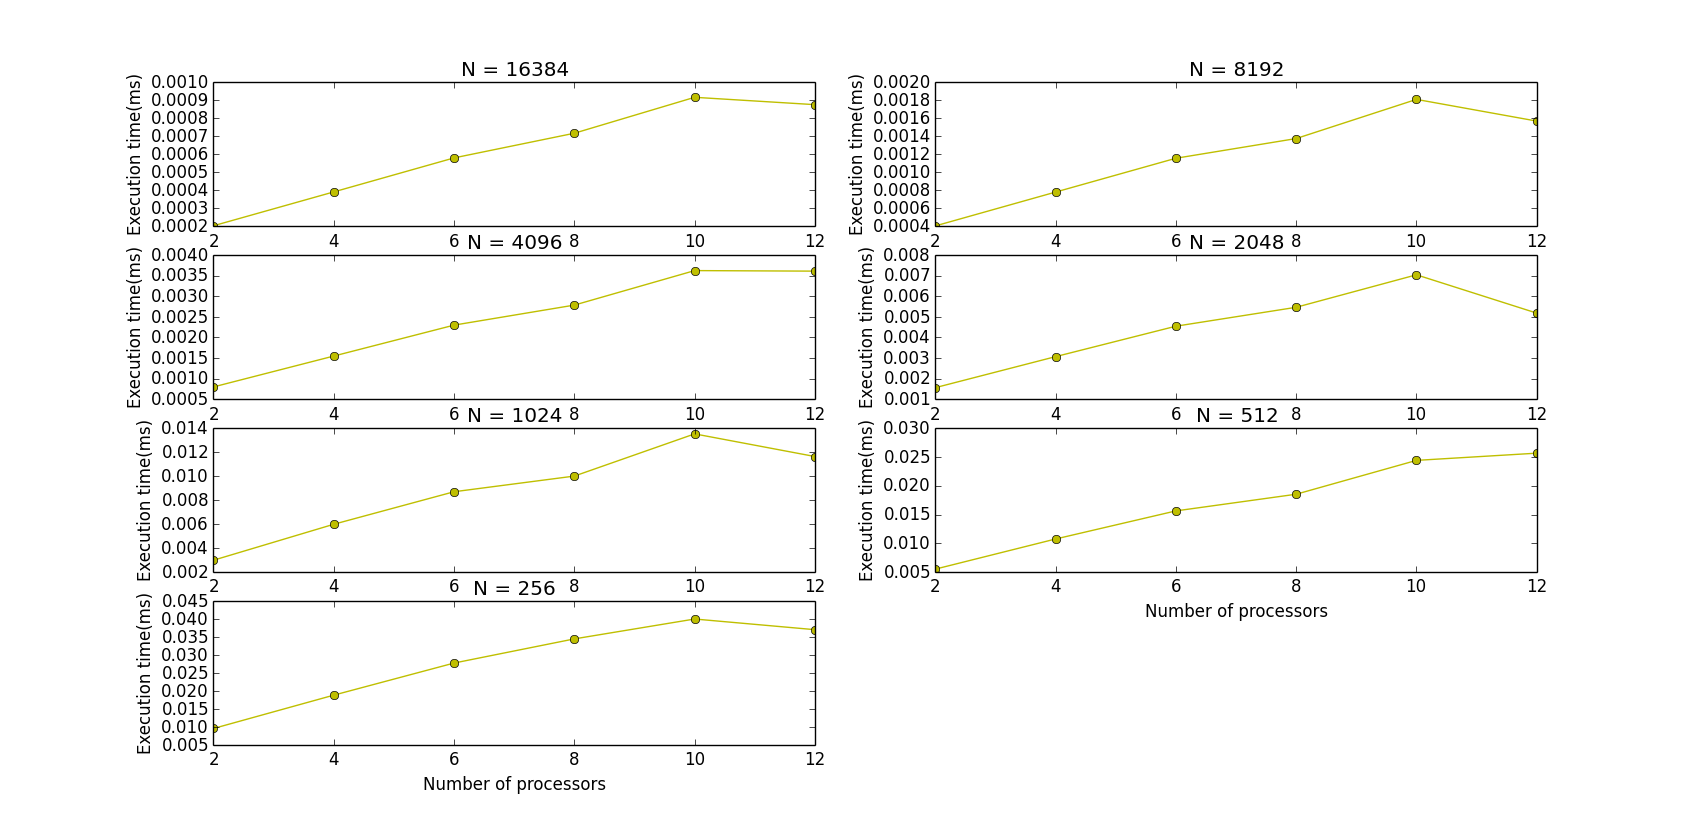 N = 16384
Execution time(ms)
0.0010
0.0009
0.0008
0.0007
0.0006
0.0005
0.0004
0.0003
0.0002
2 4 6 8 10 12
N = 8192
Execution time(ms)
0.0020
0.0018
0.0016
0.0014
0.0012
0.0010
0.0008
0.0006
0.0004
2 4 6 8 10 12
N = 4096
Execution time(ms)
0.0040
0.0035
0.0030
0.0025
0.0020
0.0015
0.0010
0.0005
2 4 6 8 10 12
N = 2048
Execution time(ms)
0.008
0.007
0.006
0.005
0.004
0.003
0.002
0.001
2 4 6 8 10 12
N = 1024
Execution time(ms)
0.014
0.012
0.010
0.008
0.006
0.004
0.002
2 4 6 8 10 12
N = 512
Execution time(ms)
0.030
0.025
0.020
0.015
0.010
0.005
2 4 6 8 10 12
Number of processors
N = 256
Execution time(ms)
0.045
0.040
0.035
0.030
0.025
0.020
0.015
0.010
0.005
2 4 6 8 10 12
Number of processors